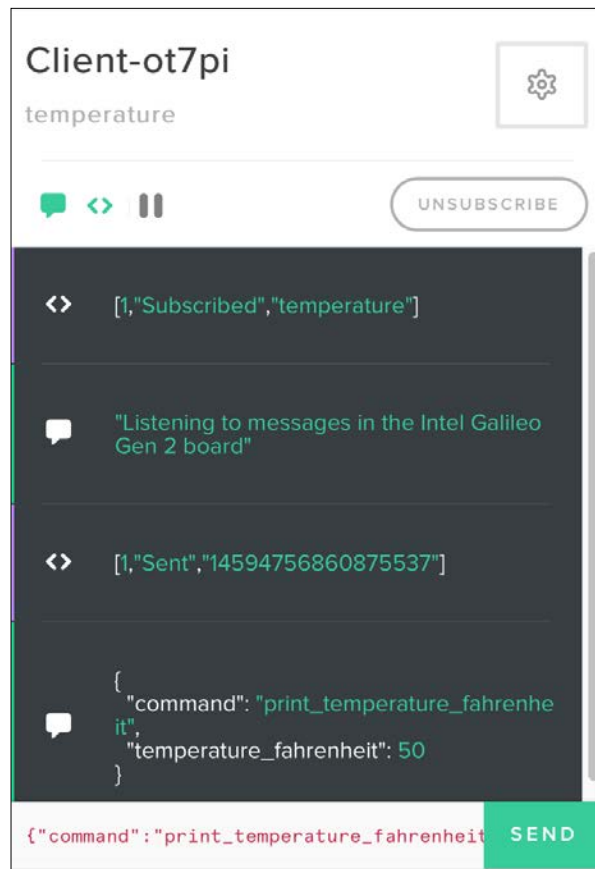 Client-ot7pi
temperature
UNSUBSCRIBE
[1,"Subscribed","temperature"]
"Listening to messages in the Intel Galileo
Gen 2 board"
[1,"Sent","14594756860875537"]
{
"command": "print_temperature_fahrenhe
it",
"temperature_fahrenheit": 50
}
{"command":"print_temperature_fahrenheit
SEND